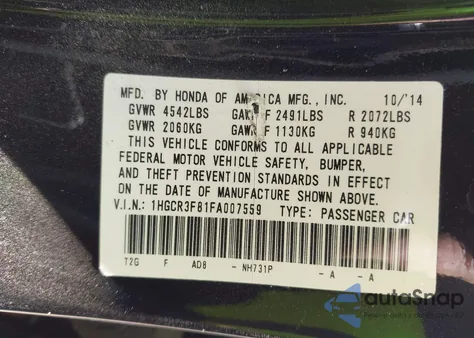 MFD. BY HONDA OF AMERICA MFG., INC. 10/'14
GVWR 4542LBS GAWR F 2491LBS R 2072LBS
GVWR 2060KG GAWR F 1130KG R 940KG
THIS VEHICLE CONFORMS TO ALL APPLICABLE
FEDERAL MOTOR VEHICLE SAFETY, BUMPER,
AND THEFT PREVENTION STANDARDS IN EFFECT
ON THE DATE OF MANUFACTURE SHOWN ABOVE.
V.I.N.: 1HGCR3F81FA007559 TYPE: PASSENGER CAR
T2G F AD8 - NH731P - A - A
autoSnap